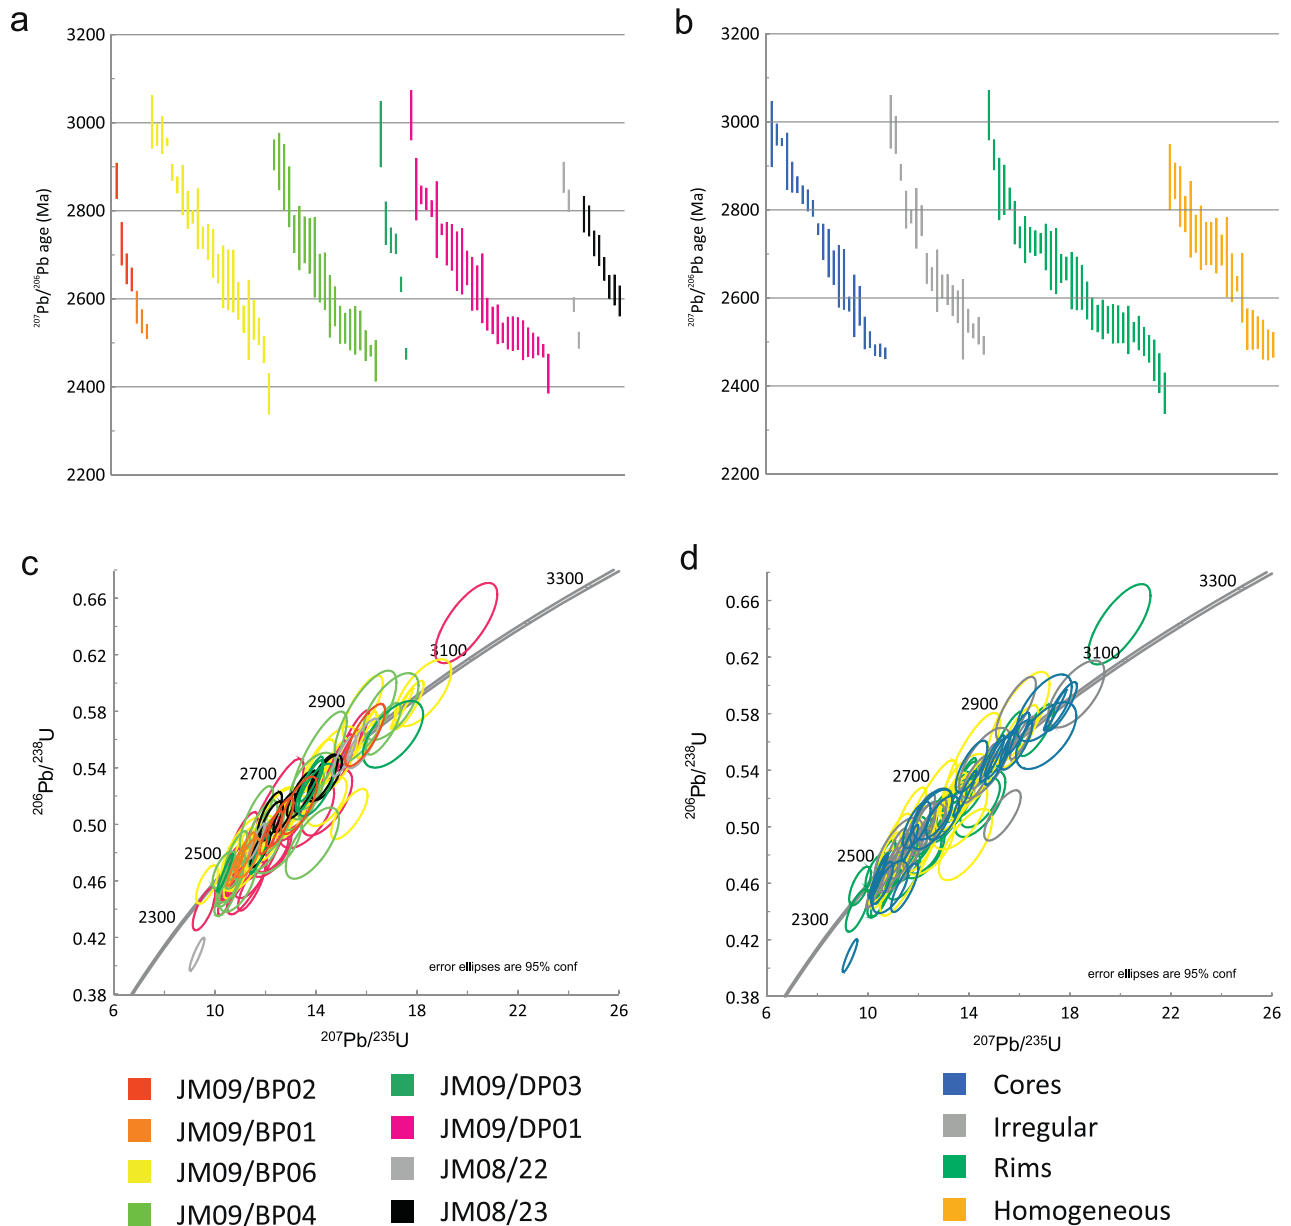 a
3200
3000
2800
2600
2400
2200
207Pb/206Pb age (Ma)
b
3200
3000
2800
2600
2400
2200
207Pb/206Pb age (Ma)
c
0.66
0.62
0.58
0.54
0.50
0.46
0.42
0.38
206Pb/238U
3300
3100
2900
2700
2500
2300
error ellipses are 95% conf
6 10 14 18 22 26
207Pb/235U
d
0.66
0.62
0.58
0.54
0.50
0.46
0.42
0.38
206Pb/238U
3300
3100
2900
2700
2500
2300
error ellipses are 95% conf
6 10 14 18 22 26
207Pb/235U
JM09/BP02
JM09/BP01
JM09/BP06
JM09/BP04
JM09/DP03
JM09/DP01
JM08/22
JM08/23
Cores
Irregular
Rims
Homogeneous